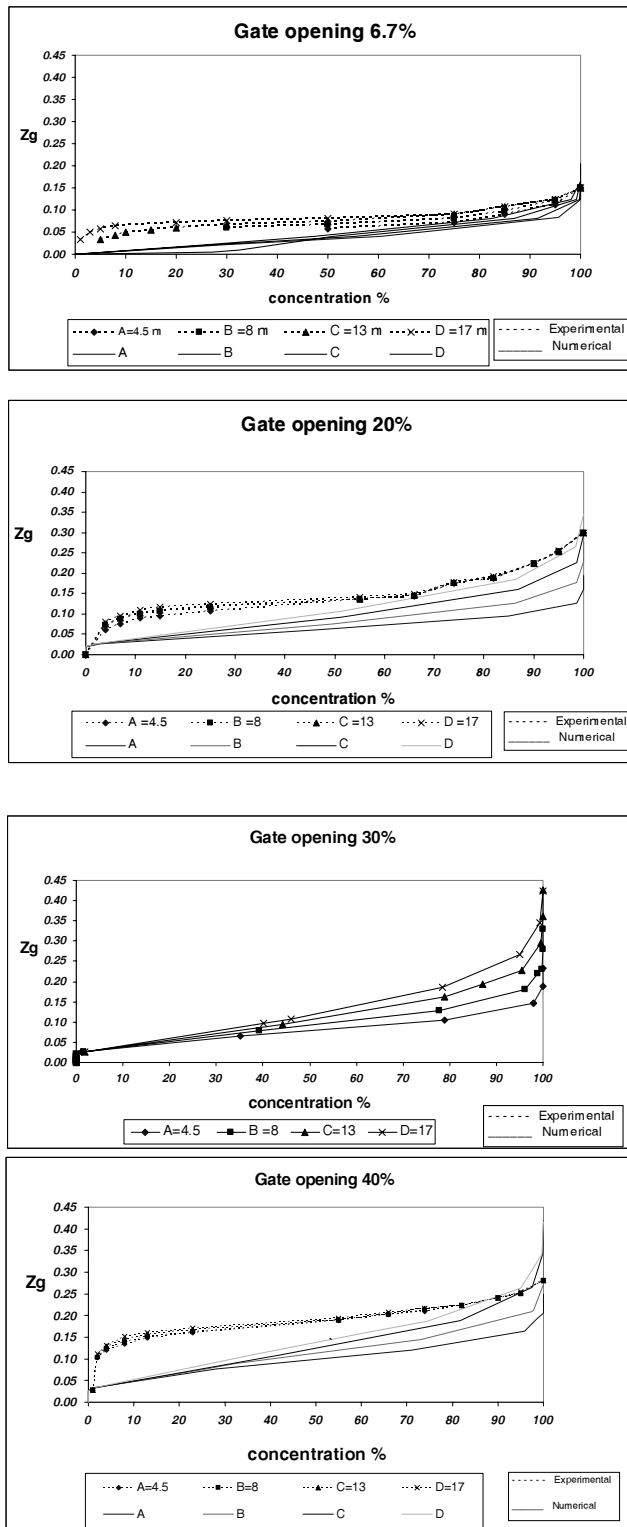 Gate opening 6.7%
0.45
0.40
0.35
0.30
Zg
0.25
0.20
0.15
0.10
0.05
0.00
0 10 20 30 40 50 60 70 80 90 100
concentration %
A=4.5 m B =8 m C =13 m D =17 m
A B C D
Experimental
Numerical
Gate opening 20%
0.45
0.40
0.35
0.30
Zg
0.25
0.20
0.15
0.10
0.05
0.00
0 10 20 30 40 50 60 70 80 90 100
concentration %
A =4.5 B =8 C =13 D =17
A B C D
Experimental
Numerical
Gate opening 30%
0.45
0.40
0.35
0.30
Zg
0.25
0.20
0.15
0.10
0.05
0.00
0 10 20 30 40 50 60 70 80 90 100
concentration %
A=4.5 B =8 C=13 D=17
Experimental
Numerical
Gate opening 40%
0.45
0.40
0.35
0.30
Zg
0.25
0.20
0.15
0.10
0.05
0.00
0 10 20 30 40 50 60 70 80 90 100
concentration %
A=4.5 B=8 C=13 D=17
A B C D
Experimental
Numerical